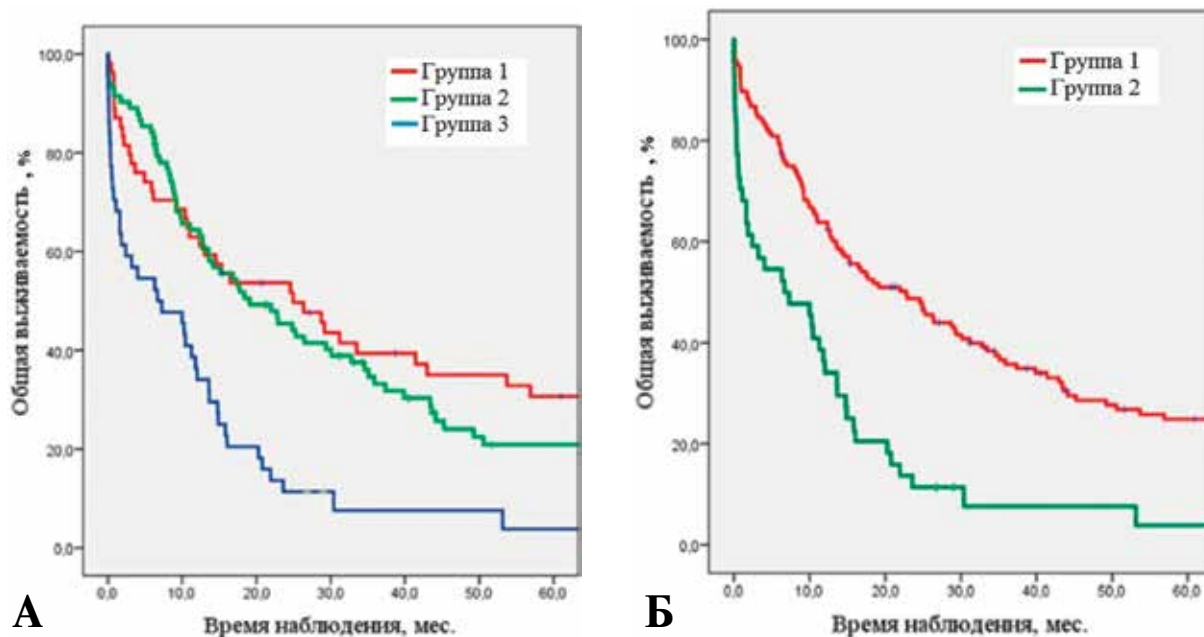 Общая выживаемость , %
100,0
80,0
60,0
40,0
20,0
0,0
Группа 1
Группа 2
Группа 3
0,0 10,0 20,0 30,0 40,0 50,0 60,0
Время наблюдения, мес.
А
Общая выживаемость , %
100,0
80,0
60,0
40,0
20,0
0,0
Группа 1
Группа 2
0,0 10,0 20,0 30,0 40,0 50,0 60,0
Время наблюдения, мес.
Б